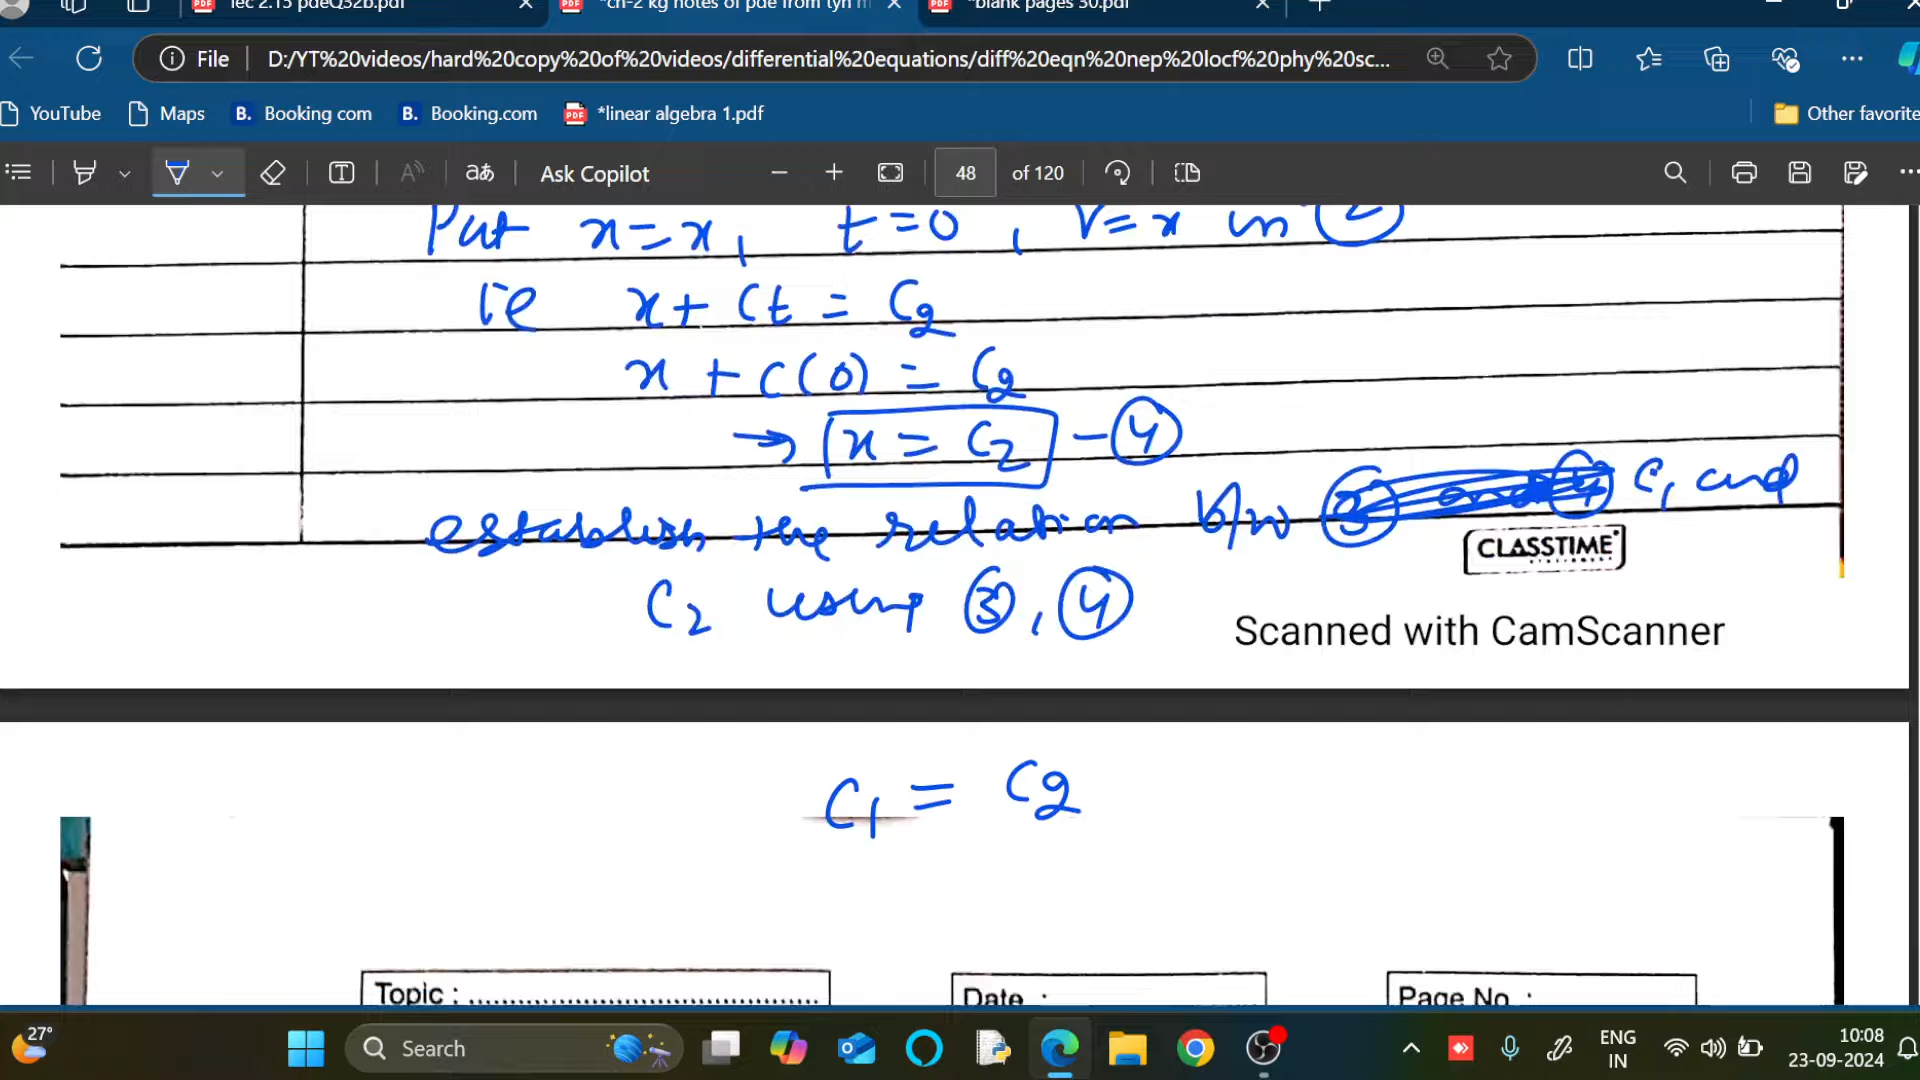 lec 2.15 pdeQ32b.pdf
*ch-2 kg notes of pde from tyn m
*blank pages 30.pdf
File
D:/YT%20videos/hard%20copy%20of%20videos/differential%20equations/diff%20eqn%20nep%20locf%20phy%20sc...
YouTube
Maps
B. Booking com
B. Booking.com
*linear algebra 1.pdf
Other favorite
Ask Copilot
48 of 120
Put x=x, t=0, V=x in ②
ie x + ct = C2
x + c(0) = C2
→ x = C2 - ④
establish the relation b/w C1 and
CLASSTIME
C2 using ③, ④
Scanned with CamScanner
C1 = C2
Topic : ......................................
Date :
Page No. :
27°
Search
ENG
IN
10:08
23-09-2024